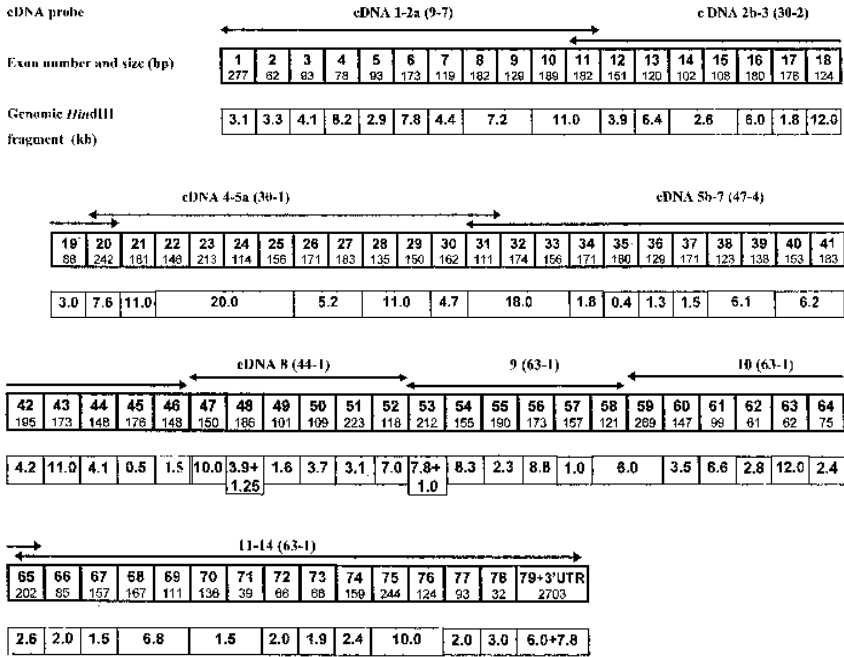 cDNA probe cDNA 1-2a (9-7) c DNA 2b-3 (30-2)
Exon number and size (bp) 1 2 3 4 5 6 7 8 9 10 11 12 13 14 15 16 17 18
277 62 93 78 93 173 119 182 129 189 182 151 120 102 108 180 176 124
Genomic HindIII 3.1 3.3 4.1 8.2 2.9 7.8 4.4 7.2 11.0 3.9 6.4 2.6 6.0 1.8 12.0
fragment (kb)
cDNA 4-5a (30-1) cDNA 5b-7 (47-4)
19 20 21 22 23 24 25 26 27 28 29 30 31 32 33 34 35 36 37 38 39 40 41
88 242 181 146 213 114 156 171 183 135 150 162 111 174 156 171 180 129 171 123 138 153 183
3.0 7.6 11.0 20.0 5.2 11.0 4.7 18.0 1.8 0.4 1.3 1.5 6.1 6.2
cDNA 8 (44-1) 9 (63-1) 10 (63-1)
42 43 44 45 46 47 48 49 50 51 52 53 54 55 56 57 58 59 60 61 62 63 64
195 173 148 176 148 150 186 101 109 223 118 212 155 190 173 157 121 269 147 99 61 62 75
4.2 11.0 4.1 0.5 1.5 10.0 3.9+ 1.6 3.7 3.1 7.0 7.8+ 8.3 2.3 8.8 1.0 6.0 3.5 6.6 2.8 12.0 2.4
1.25 1.0
11-14 (63-1)
65 66 67 68 69 70 71 72 73 74 75 76 77 78 79+3'UTR
202 85 157 167 111 136 39 66 66 159 244 124 93 32 2703
2.6 2.0 1.5 6.8 1.5 2.0 1.9 2.4 10.0 2.0 3.0 6.0+7.8